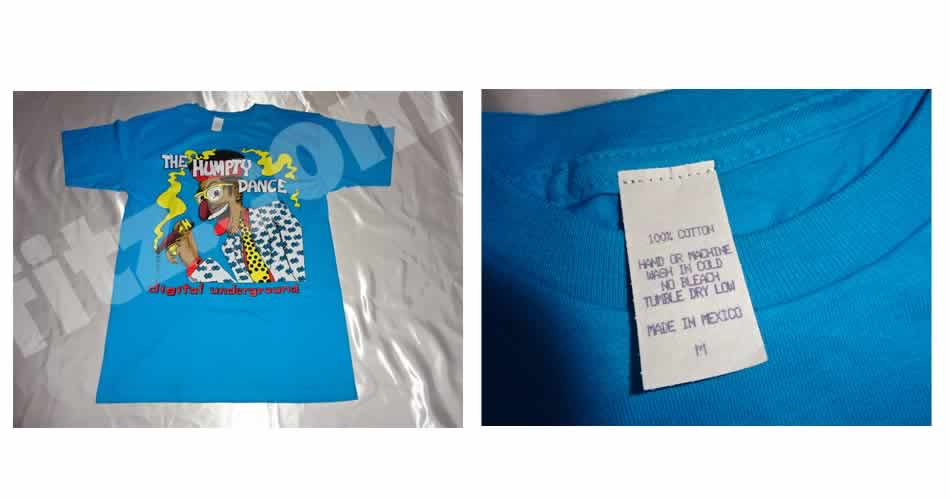 THE HUMPTY
DANCE
digital underground
100% COTTON
HAND OR MACHINE
WASH IN COLD
NO BLEACH
TUMBLE DRY LOW
MADE IN MEXICO
M